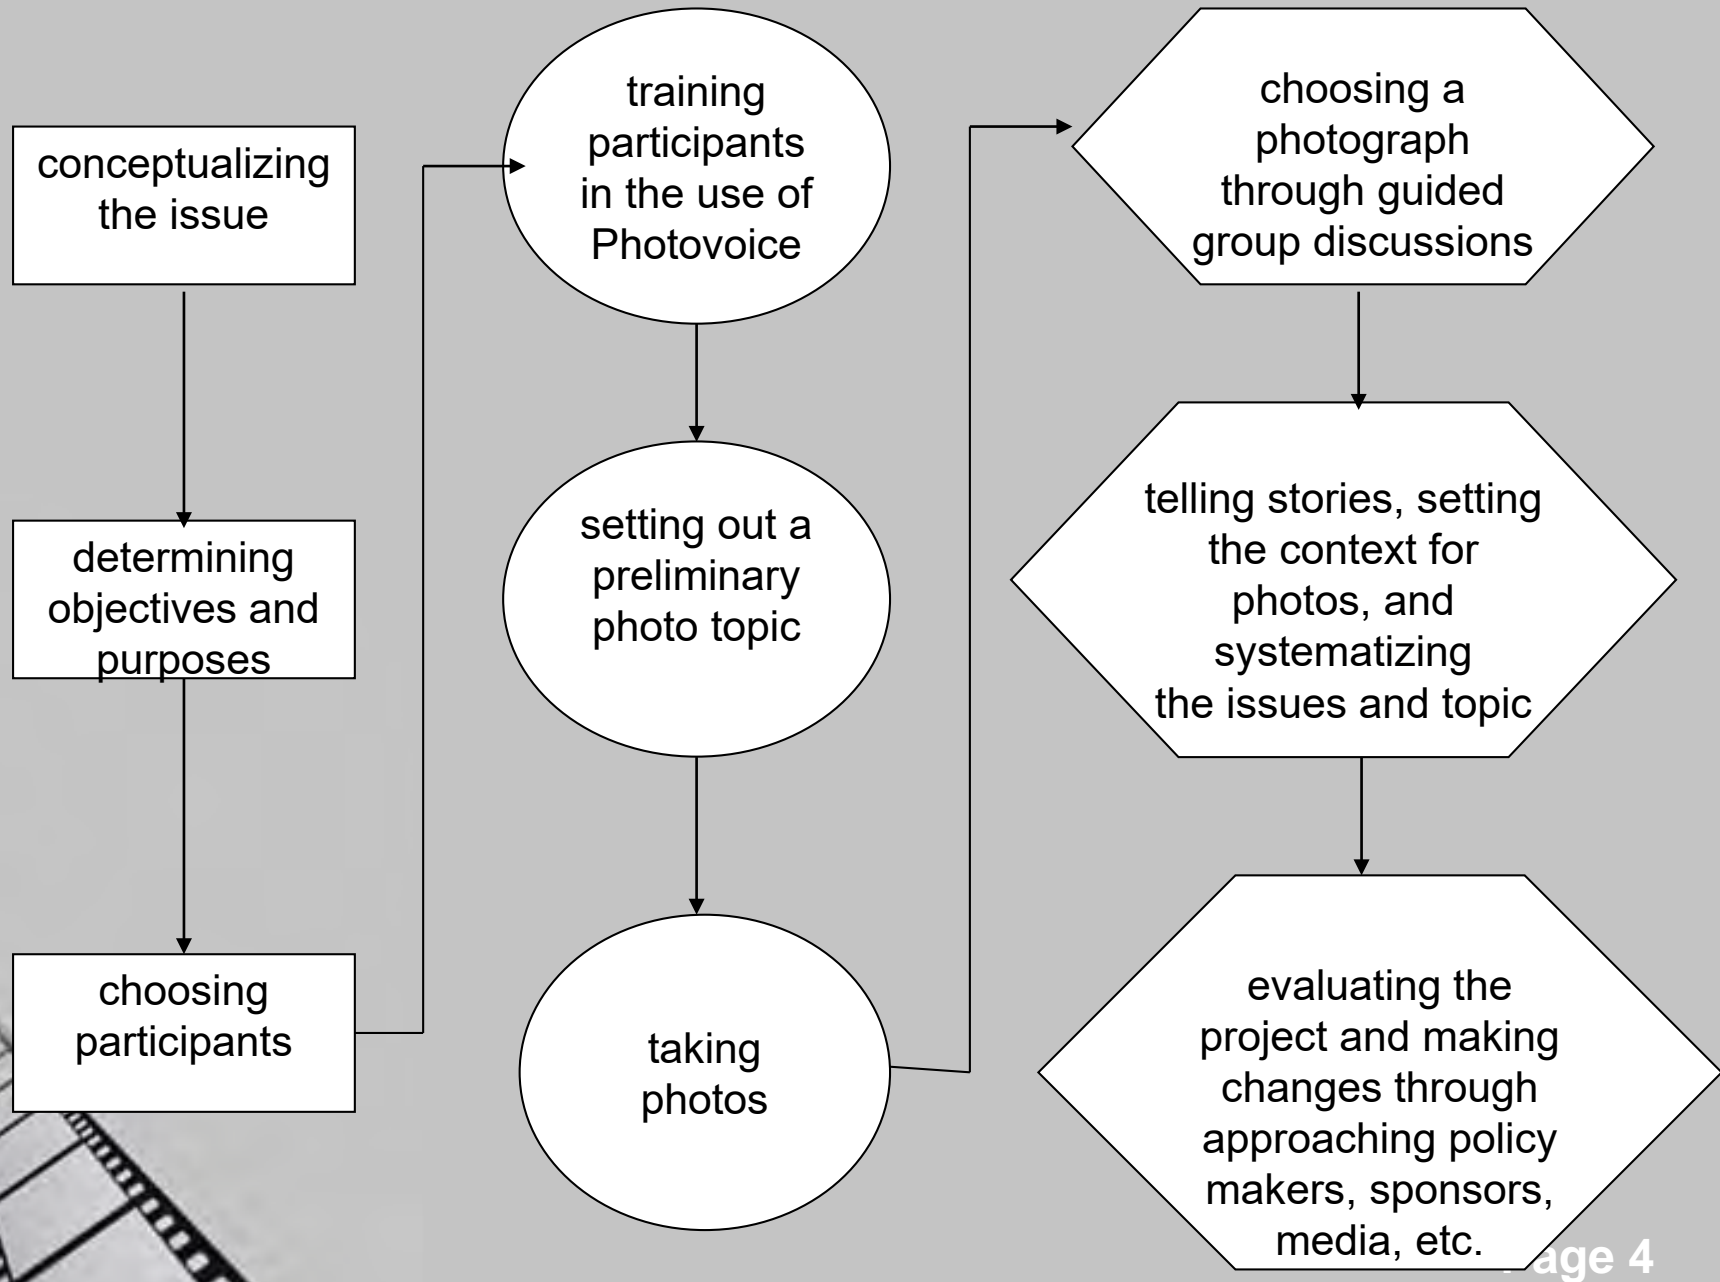 conceptualizing
the issue
determining
objectives and
purposes
choosing
participants
training
participants
in the use of
Photovoice
setting out a
preliminary
photo topic
taking
photos
choosing a
photograph
through guided
group discussions
telling stories, setting
the context for
photos, and
systematizing
the issues and topic
evaluating the
project and making
changes through
approaching policy
makers, sponsors,
media, etc.
Page 4